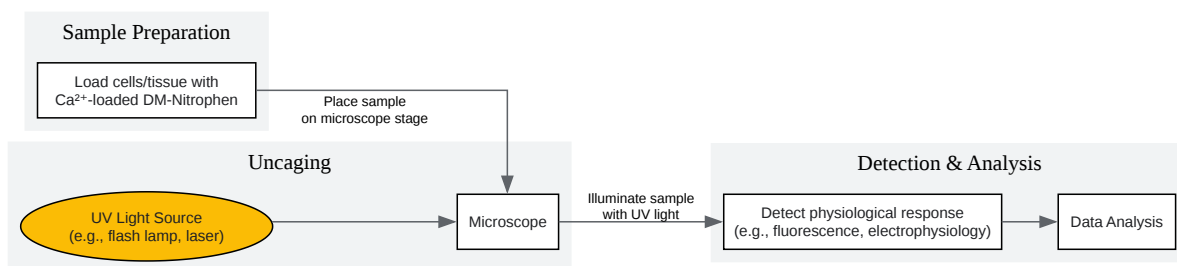 Sample Preparation
Load cells/tissue with
Ca²⁺-loaded DM-Nitrophen
Place sample
on microscope stage
Uncaging
UV Light Source
(e.g., flash lamp, laser)
Microscope
Illuminate sample
with UV light
Detection & Analysis
Detect physiological response
(e.g., fluorescence, electrophysiology)
Data Analysis